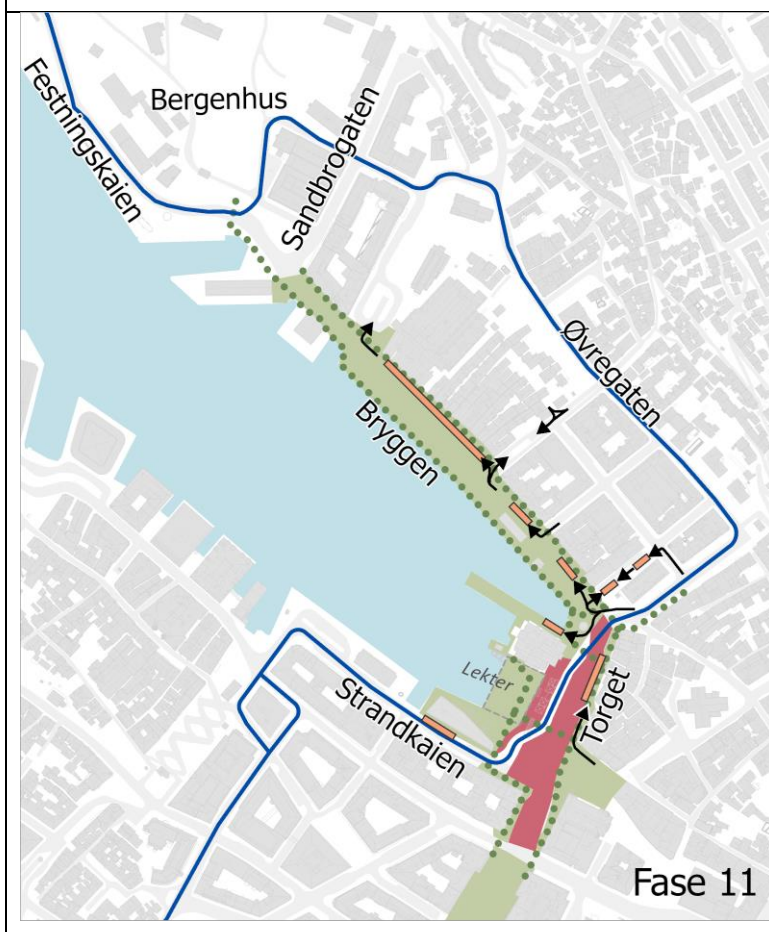 Bergenhus
Festningskaien
Sandbrogaten
Øvregaten
Bryggen
Lekter
Strandkaien
Torget
Fase 11